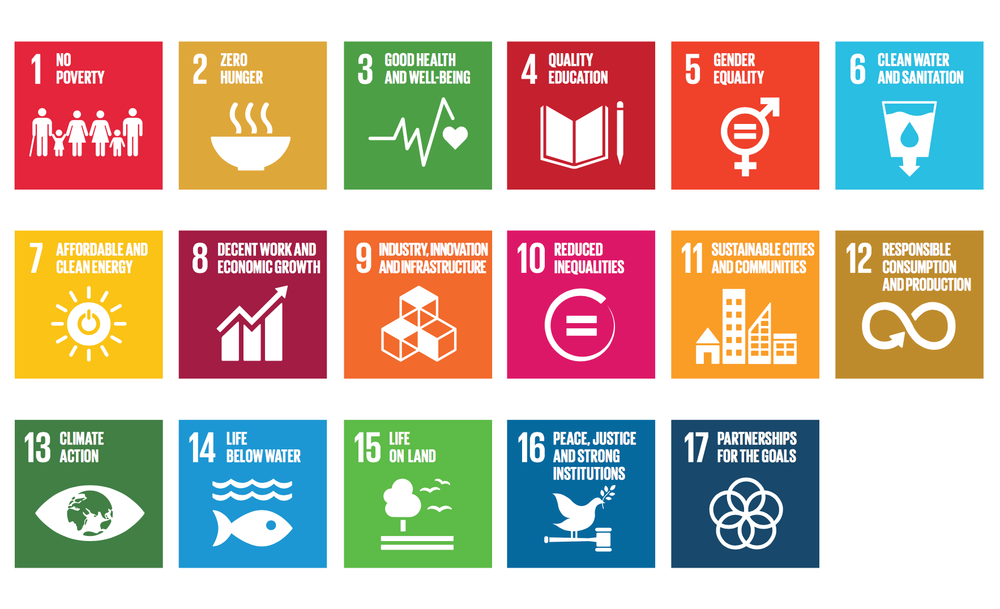 1 NO
POVERTY
2 ZERO
HUNGER
3 GOOD HEALTH
AND WELL-BEING
4 QUALITY
EDUCATION
5 GENDER
EQUALITY
6 CLEAN WATER
AND SANITATION
7 AFFORDABLE AND
CLEAN ENERGY
8 DECENT WORK AND
ECONOMIC GROWTH
9 INDUSTRY, INNOVATION
AND INFRASTRUCTURE
10 REDUCED
INEQUALITIES
11 SUSTAINABLE CITIES
AND COMMUNITIES
12 RESPONSIBLE
CONSUMPTION
AND PRODUCTION
13 CLIMATE
ACTION
14 LIFE
BELOW WATER
15 LIFE
ON LAND
16 PEACE, JUSTICE
AND STRONG
INSTITUTIONS
17 PARTNERSHIPS
FOR THE GOALS